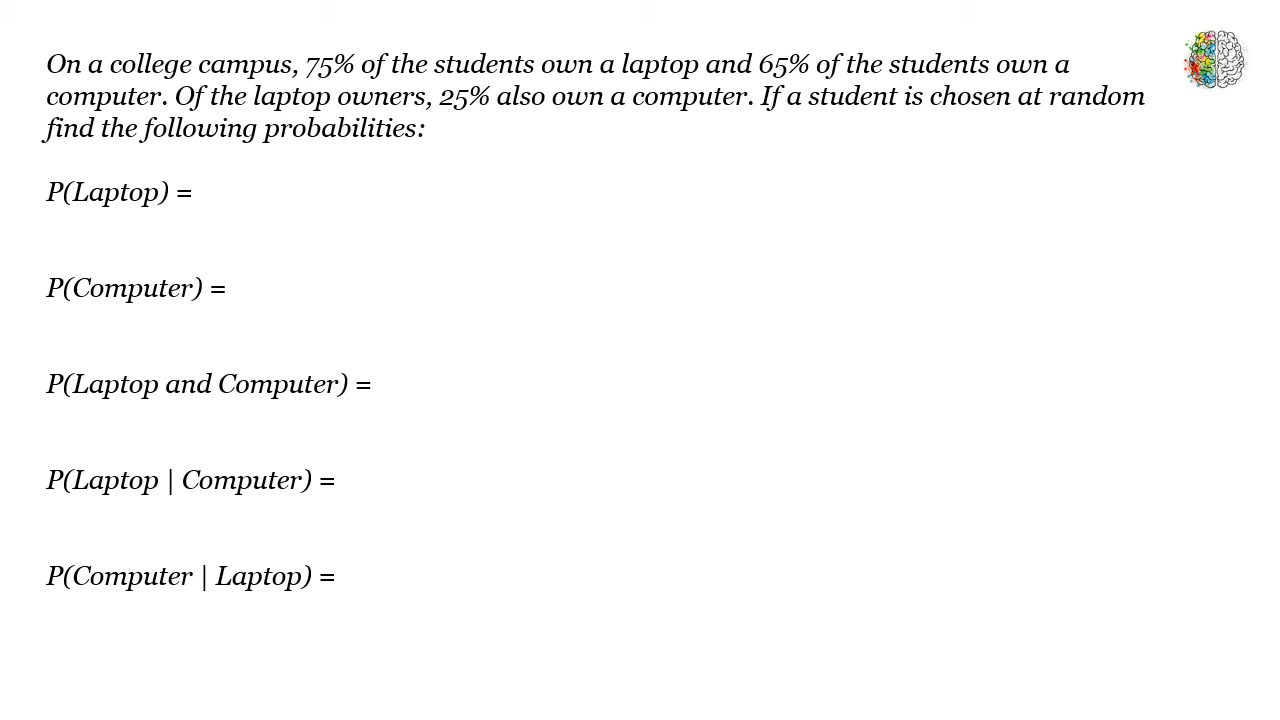 On a college campus, 75% of the students own a laptop and 65% of the students own a
computer. Of the laptop owners, 25% also own a computer. If a student is chosen at random
find the following probabilities:
P(Laptop) =
P(Computer) =
P(Laptop and Computer) =
P(Laptop | Computer) =
P(Computer | Laptop) =